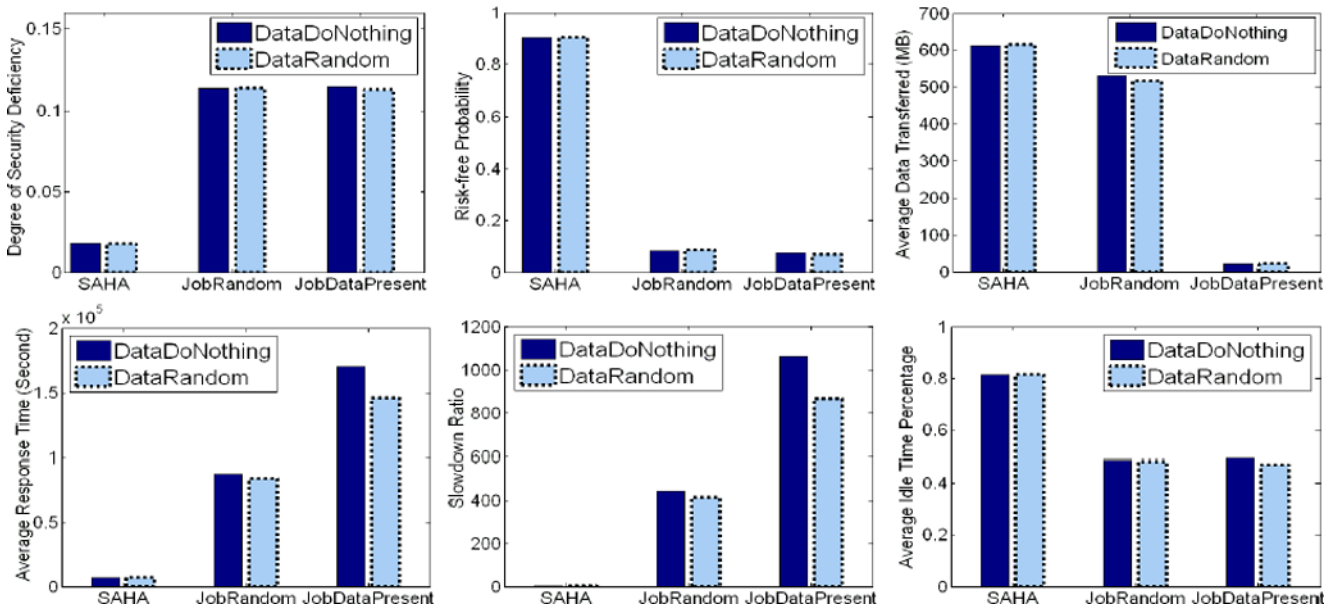 Degree of Security Deficiency
0.15
0.1
0.05
0
DataDoNothing
DataRandom
SAHA JobRandom JobDataPresent
Risk-free Probability
1
0.8
0.6
0.4
0.2
0
DataDoNothing
DataRandom
SAHA JobRandom JobDataPresent
Average Data Transferred (MB)
700
600
500
400
300
200
100
0
DataDoNothing
DataRandom
SAHA JobRandom JobDataPresent
Average Response Time (Second)
x 10^5
2
1.5
1
0.5
0
DataDoNothing
DataRandom
SAHA JobRandom JobDataPresent
Slowdown Ratio
1200
1000
800
600
400
200
0
DataDoNothing
DataRandom
SAHA JobRandom JobDataPresent
Average Idle Time Percentage
1
0.8
0.6
0.4
0.2
0
DataDoNothing
DataRandom
SAHA JobRandom JobDataPresent